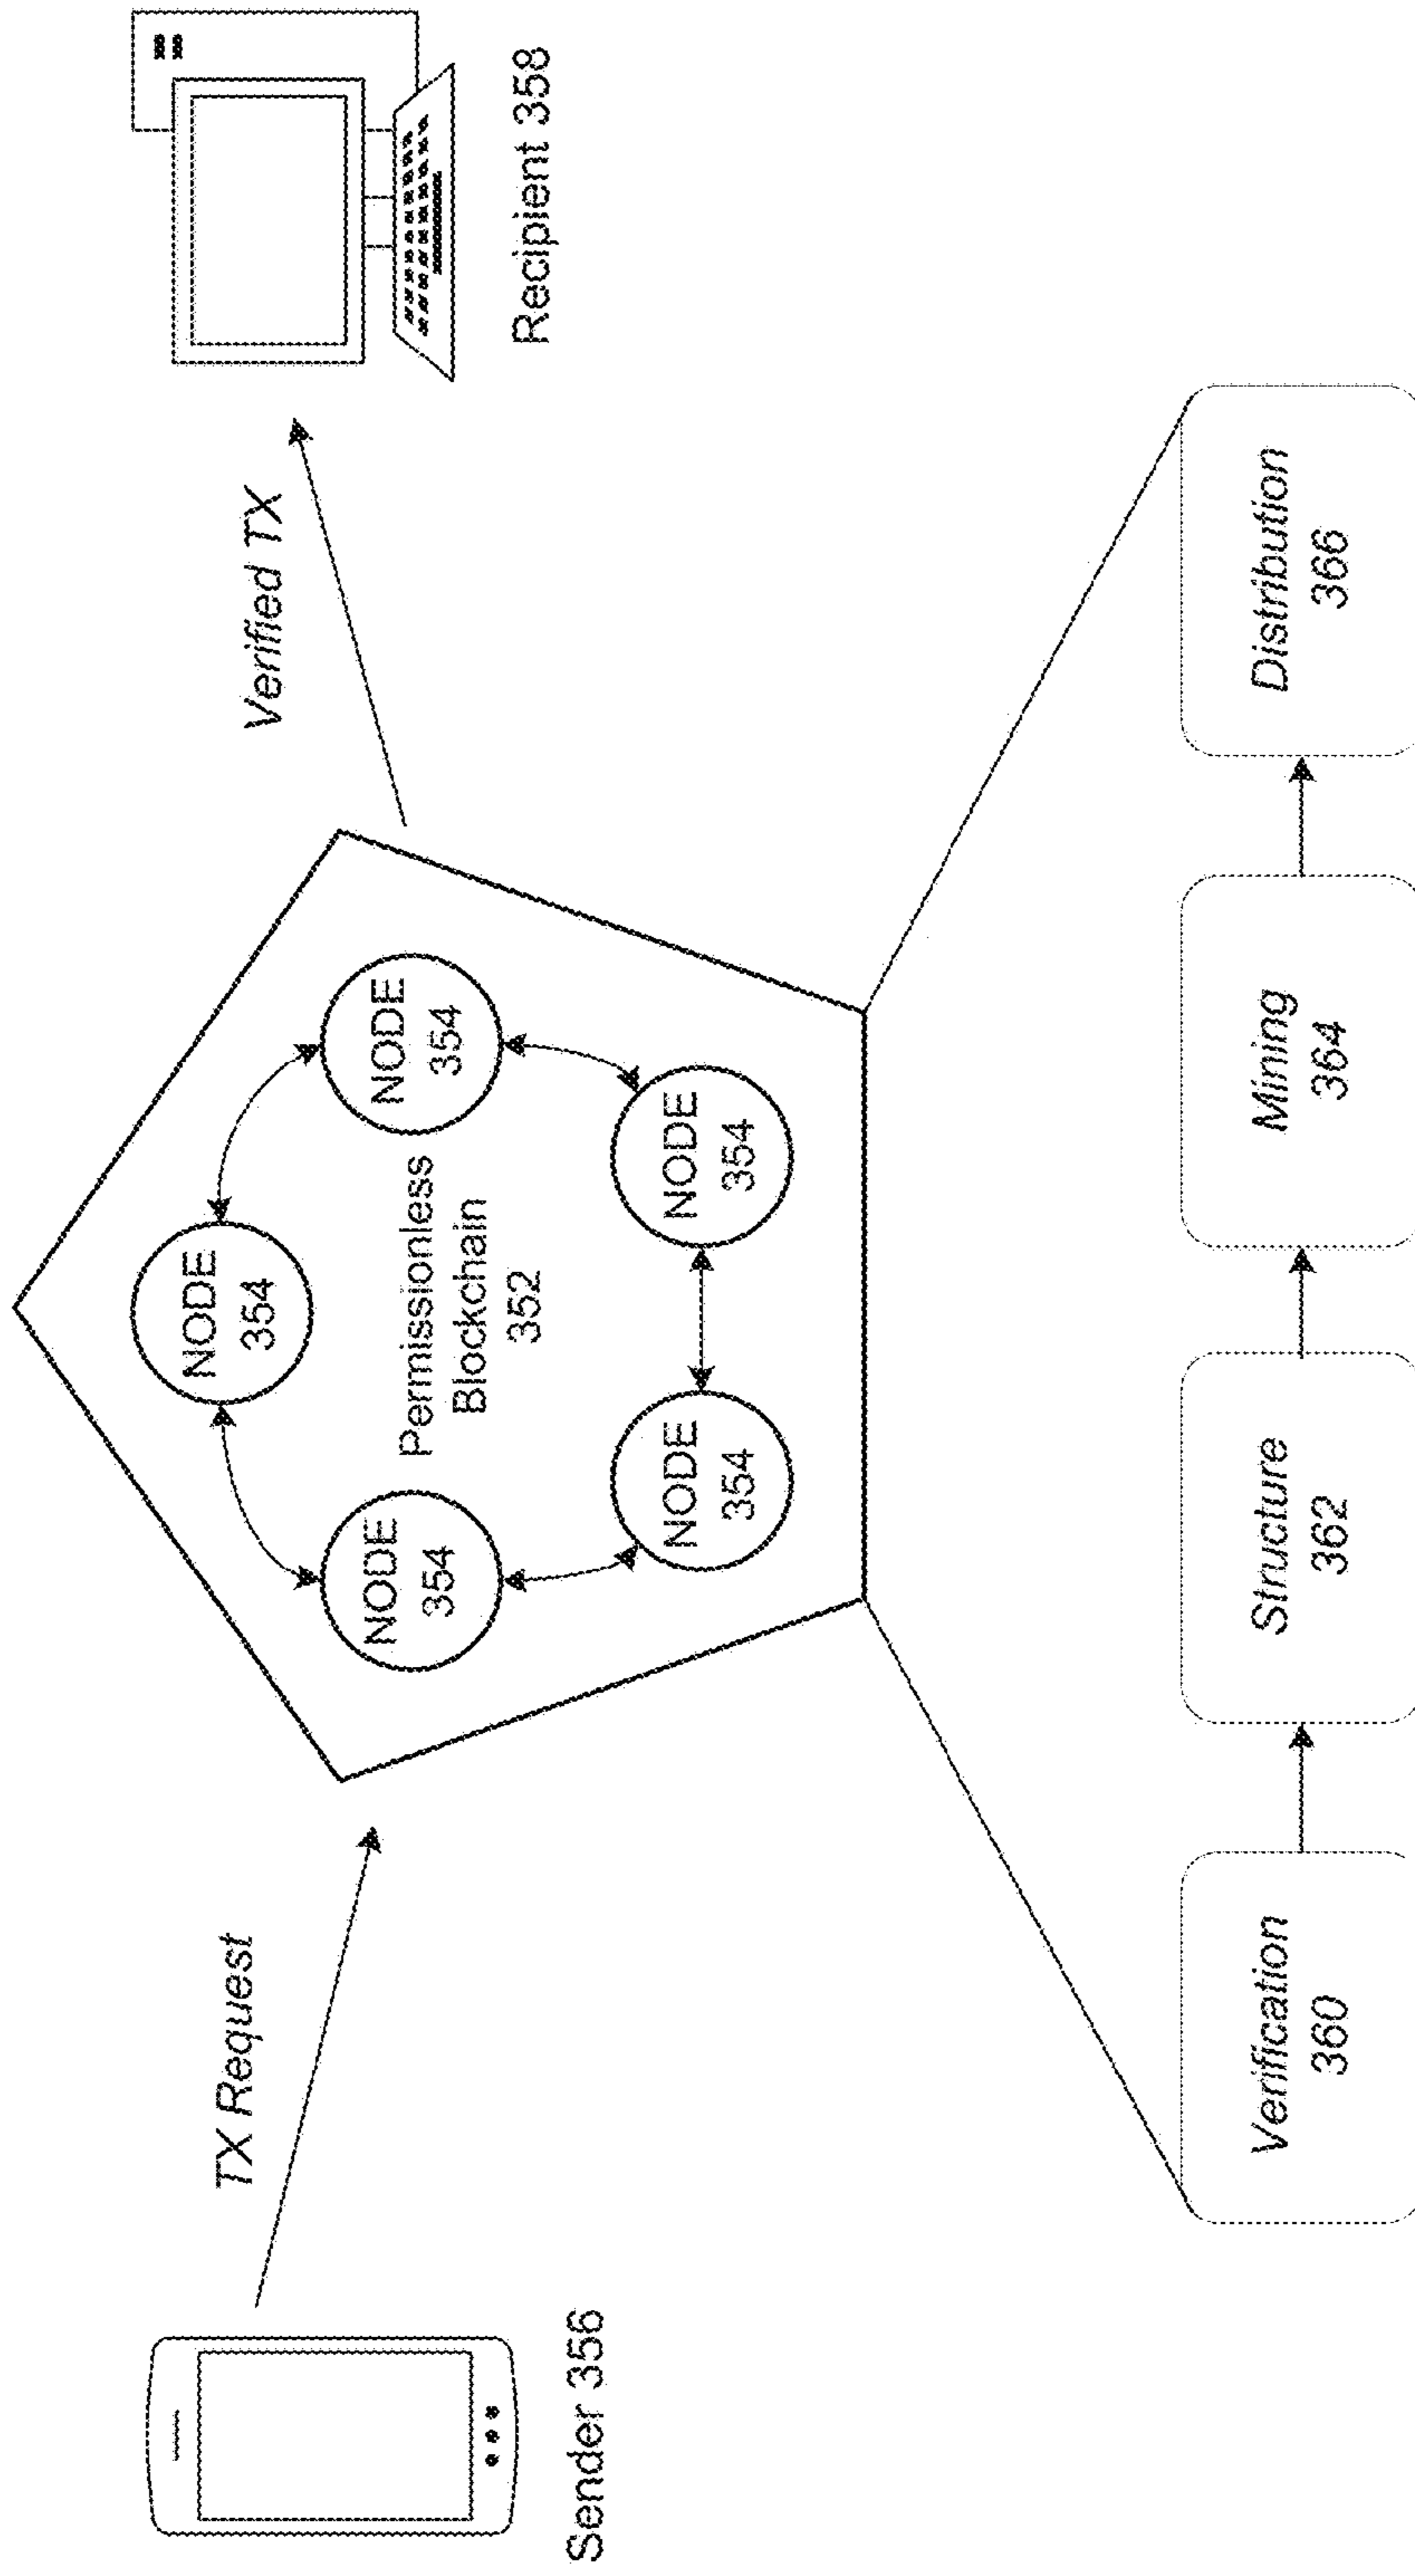 TX Request
Verified TX
Sender 356
Recipient 358
NODE
354
NODE
354
NODE
354
Permissionless
Blockchain
352
NODE
354
NODE
354
Verification
360
Structure
362
Mining
364
Distribution
366